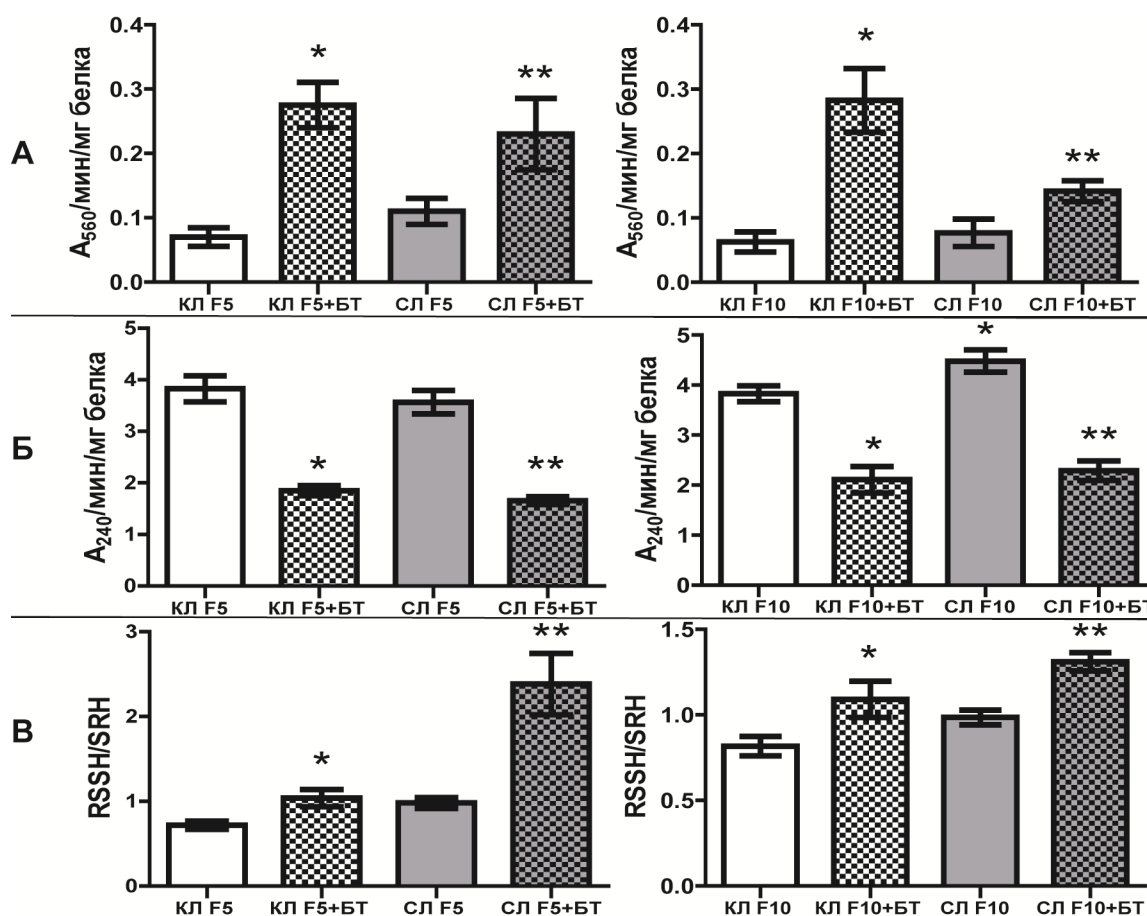 А
A560/мин/мг белка
0.4
0.3
0.2
0.1
0.0
*
**
КЛ F5 КЛ F5+БТ СЛ F5 СЛ F5+БТ
A560/мин/мг белка
0.4
0.3
0.2
0.1
0.0
*
**
КЛ F10 КЛ F10+БТ СЛ F10 СЛ F10+БТ
Б
A240/мин/мг белка
5
4
3
2
1
0
*
**
КЛ F5 КЛ F5+БТ СЛ F5 СЛ F5+БТ
A240/мин/мг белка
5
4
3
2
1
0
*
*
**
КЛ F10 КЛ F10+БТ СЛ F10 СЛ F10+БТ
В
RSSH/SRH
3
2
1
0
*
**
КЛ F5 КЛ F5+БТ СЛ F5 СЛ F5+БТ
RSSH/SRH
1.5
1.0
0.5
0.0
*
**
КЛ F10 КЛ F10+БТ СЛ F10 СЛ F10+БТ